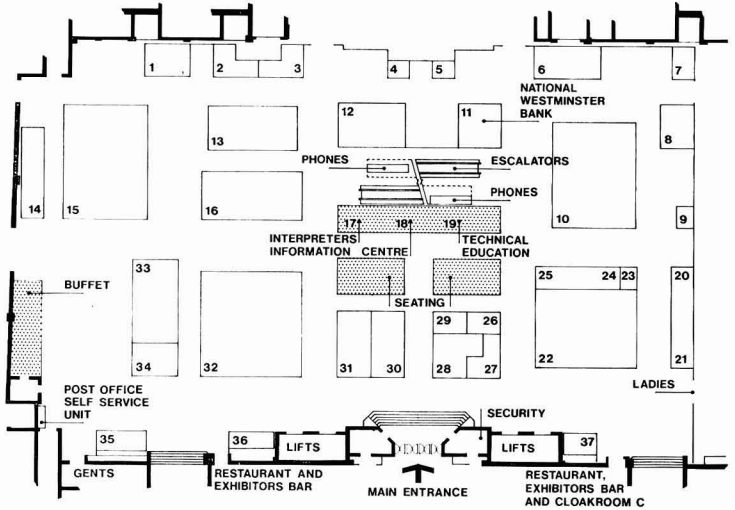 1
2
3
4
5
6
7
NATIONAL
WESTMINSTER
BANK
12
11
13
8
PHONES
ESCALATORS
14
15
16
PHONES
10
9
17
18
19
INTERPRETERS
INFORMATION CENTRE
TECHNICAL
EDUCATION
33
BUFFET
25
24
23
20
SEATING
29
26
34
32
31
30
28
27
22
21
POST OFFICE
SELF SERVICE
UNIT
LADIES
SECURITY
35
36
LIFTS
LIFTS
37
GENTS
RESTAURANT AND
EXHIBITORS BAR
MAIN ENTRANCE
RESTAURANT,
EXHIBITORS BAR
AND CLOAKROOM C